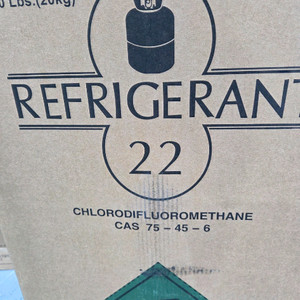 Lbs.(20kg)
REFRIGERANT
22
CHLORODIFLUOROMETHANE
CAS 75-45-6